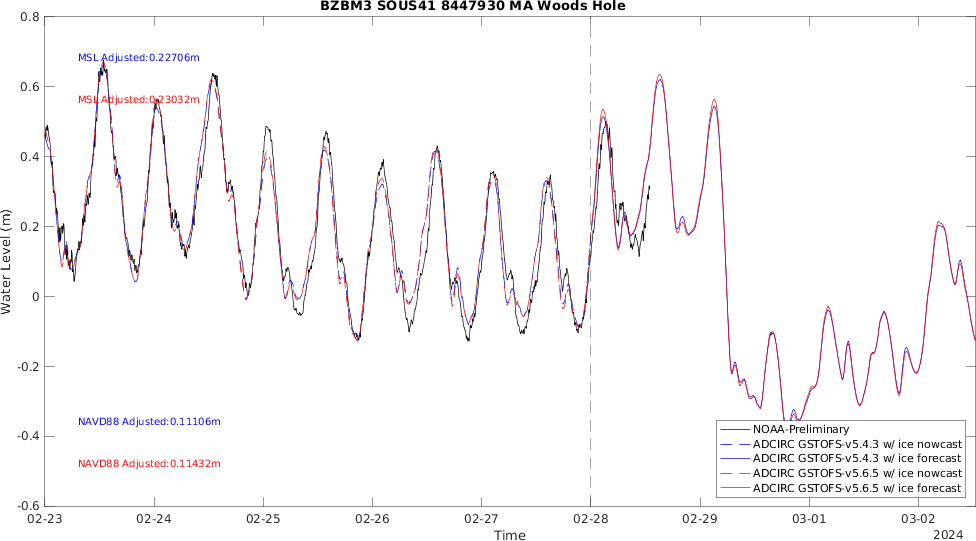 BZBM3 SOUS41 8447930 MA Woods Hole
0.8
0.6
0.4
0.2
0
-0.2
-0.4
-0.6
Water Level (m)
MSL Adjusted:0.22706m
MSL Adjusted:0.23032m
NAVD88 Adjusted:0.11106m
NAVD88 Adjusted:0.11432m
NOAA-Preliminary
ADCIRC GSTOFS-v5.4.3 w/ ice nowcast
ADCIRC GSTOFS-v5.4.3 w/ ice forecast
ADCIRC GSTOFS-v5.6.5 w/ ice nowcast
ADCIRC GSTOFS-v5.6.5 w/ ice forecast
02-23 02-24 02-25 02-26 02-27 02-28 02-29 03-01 03-02
Time
2024